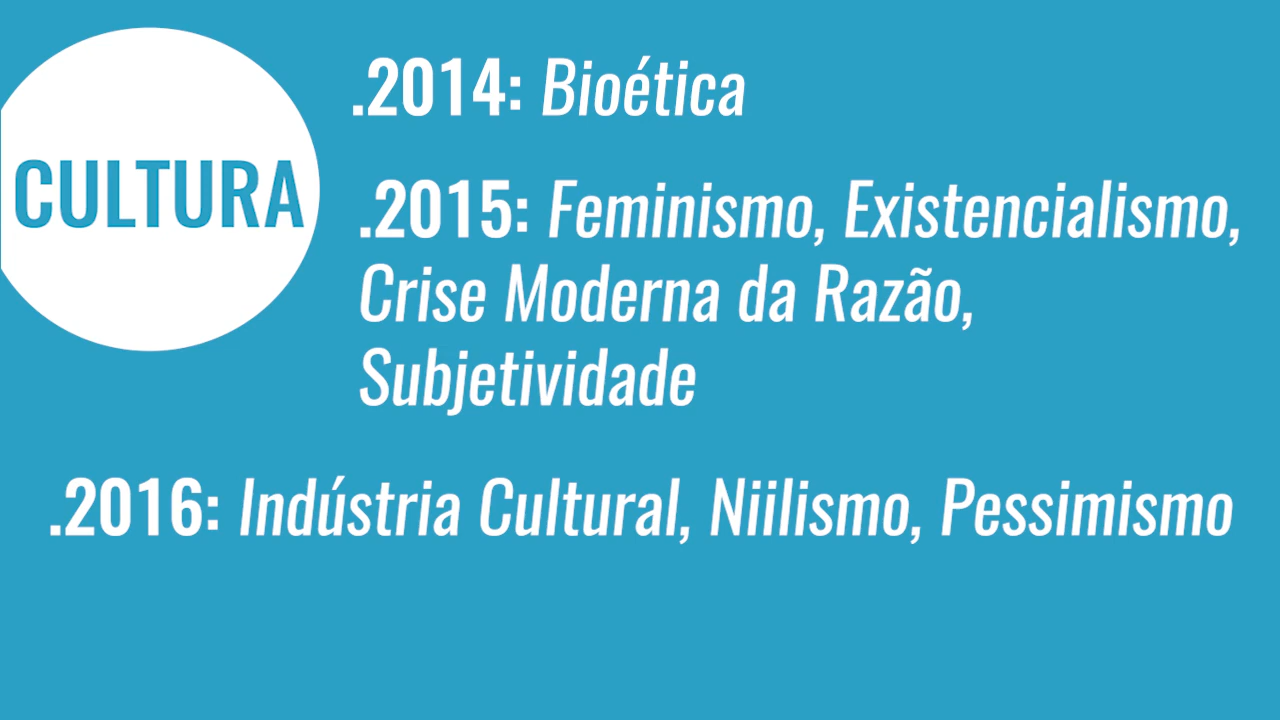 CULTURA
.2014: Bioética
.2015: Feminismo, Existencialismo,
Crise Moderna da Razão,
Subjetividade
.2016: Indústria Cultural, Niilismo, Pessimismo